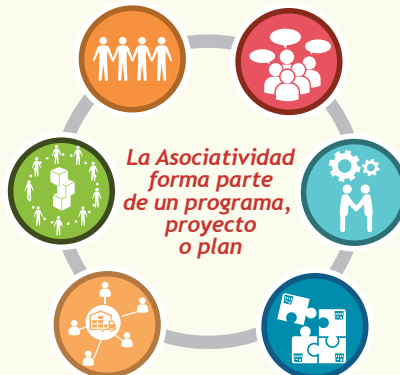 La Asociatividad
forma parte
de un programa,
proyecto
o plan